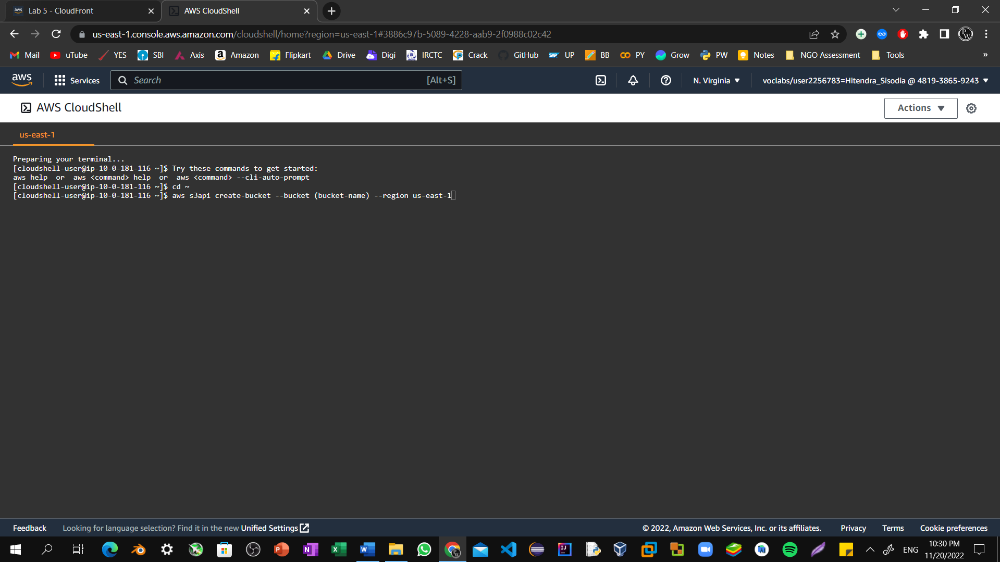 Lab 5 - CloudFront
AWS CloudShell
us-east-1.console.aws.amazon.com/cloudshell/home?region=us-east-1#3886c97b-5089-4228-aab9-2f0988c02c42
Mail uTube YES SBI Axis Amazon Flipkart Drive Digi IRCTC Crack GitHub UP BB PY Grow PW Notes NGO Assessment Tools »
aws Services Search [Alt+S] N. Virginia voclabs/user2256783=Hitendra_Sisodia @ 4819-3865-9243
AWS CloudShell
Actions
us-east-1
Preparing your terminal...
[cloudshell-user@ip-10-0-181-116 ~]$ Try these commands to get started:
aws help  or  aws <command> help  or  aws <command> --cli-auto-prompt
[cloudshell-user@ip-10-0-181-116 ~]$ cd ~
[cloudshell-user@ip-10-0-181-116 ~]$ aws s3api create-bucket --bucket (bucket-name) --region us-east-1
Feedback Looking for language selection? Find it in the new Unified Settings © 2022, Amazon Web Services, Inc. or its affiliates. Privacy Terms Cookie preferences
ENG
10:30 PM
11/20/2022